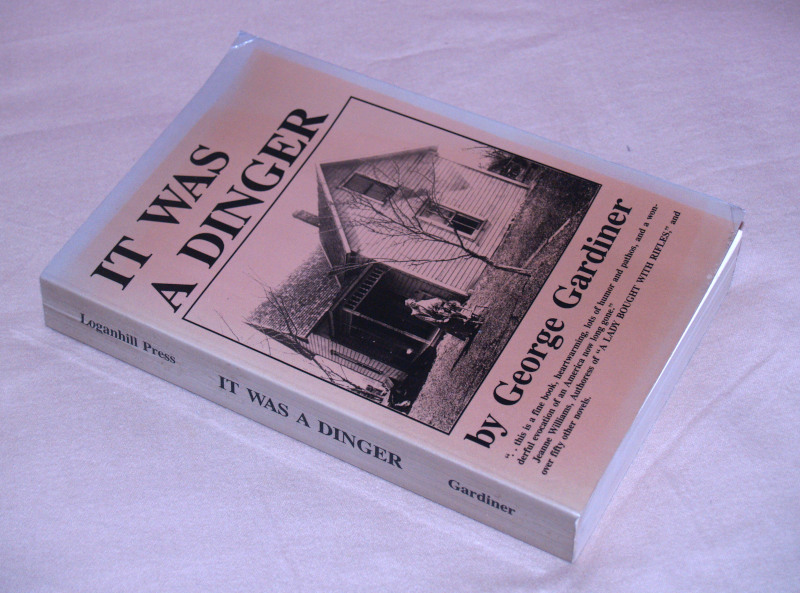 IT WAS
A DINGER
by George Gardiner
". . this is a fine book, heartwarming, lots of humor and pathos, and a won-
derful evocation of an America now long gone."
Jeanne Williams, Authoress of "A LADY BOUGHT WITH RIFLES," and
over fifty other novels.
Loganhill Press
IT WAS A DINGER
Gardiner